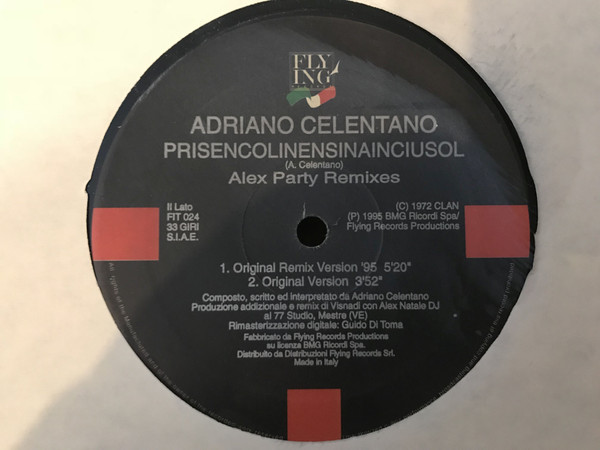 FLY
ING
RECORDS
ADRIANO CELENTANO
PRISENCOLINENSINAINCIUSOL
(A. Celentano)
Alex Party Remixes
II Lato
FIT 024
33 GIRI
S.I.A.E.
(C) 1972 CLAN
(P) 1995 BMG Ricordi Spa/
Flying Records Productions
1. Original Remix Version '95 5'20"
2. Original Version 3'52"
Composto, scritto ed interpretato da Adriano Celentano
Produzione addizionale e remix di Visnadi con Alex Natale DJ
al 77 Studio, Mestre (VE)
Rimasterizzazione digitale: Guido Di Toma
Fabbricato da Flying Records Productions
su licenza BMG Ricordi Spa.
Distribuito da Distribuzioni Flying Records Srl.
Made in Italy